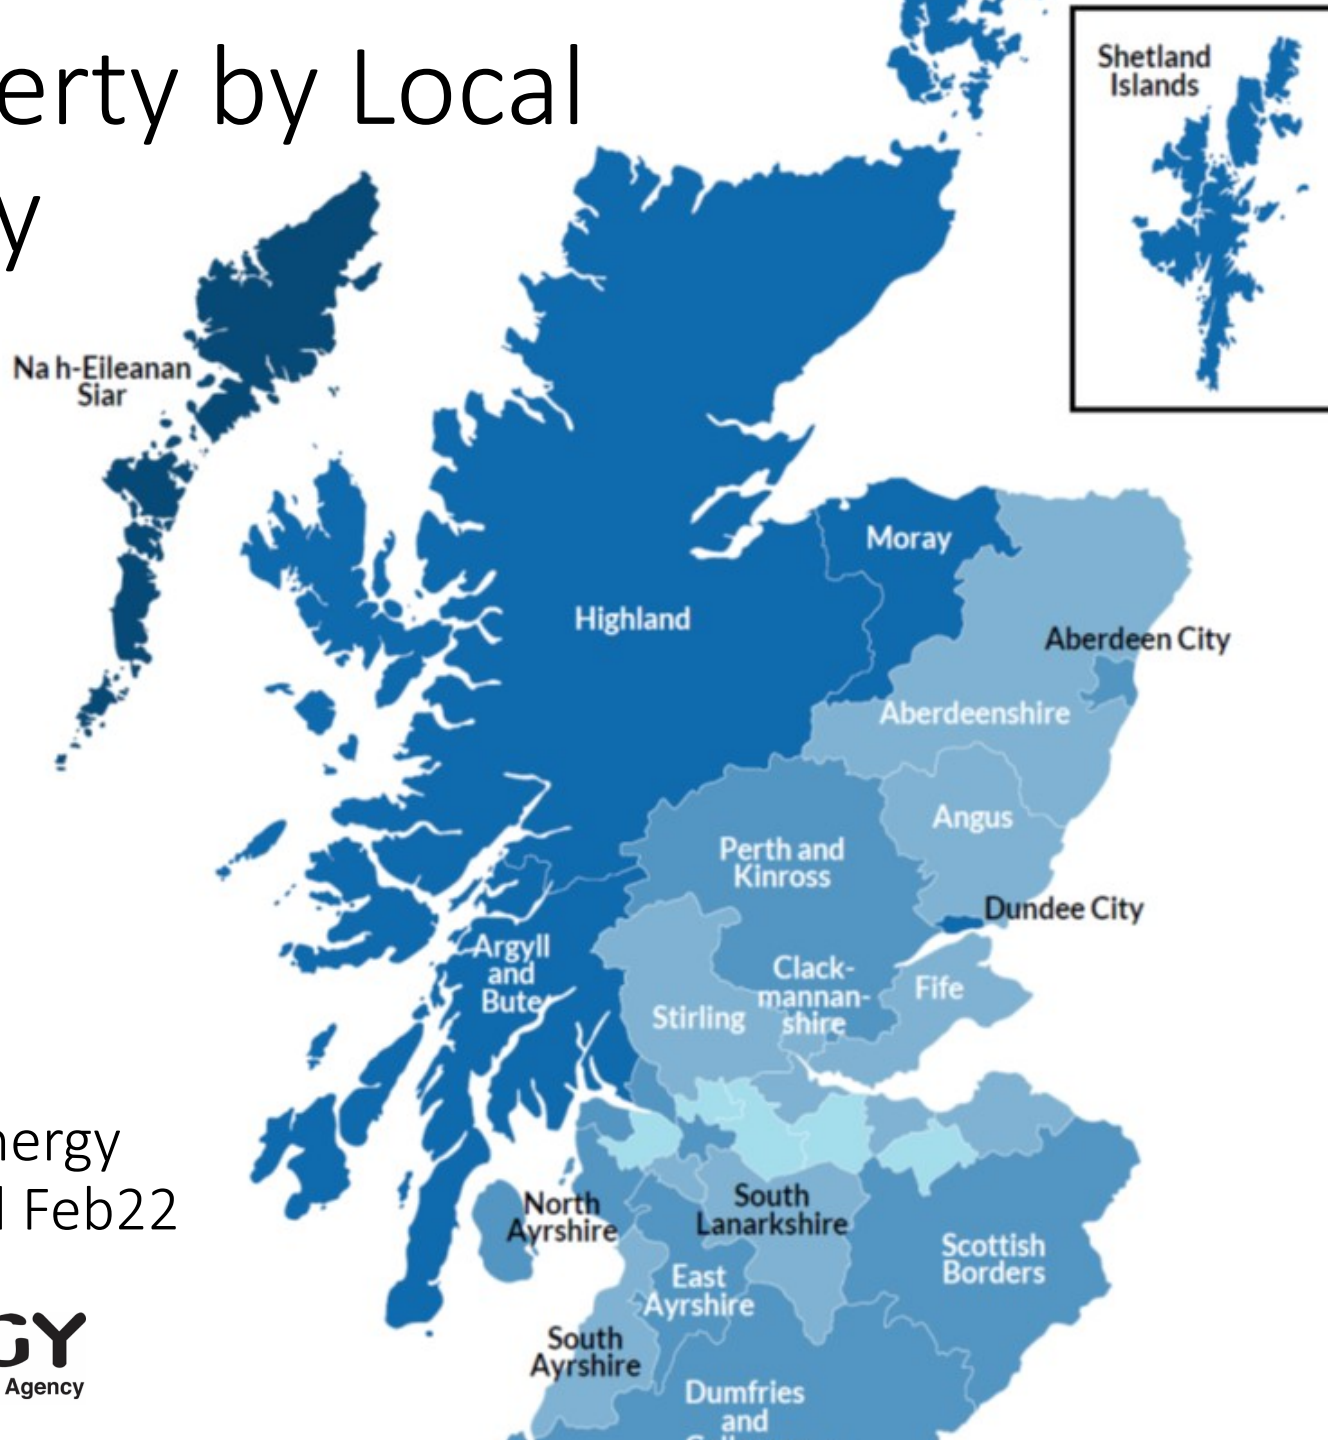 erty by Local
y
Shetland
Islands
Na h-Eileanan
Siar
Moray
Highland
Aberdeen City
Aberdeenshire
Angus
Perth and
Kinross
Dundee City
Argyll
and
Bute
Clack-
mannan-
shire
Fife
Stirling
nergy
Feb22
North
Ayrshire
South
Lanarkshire
Scottish
Borders
East
Ayrshire
South
Ayrshire
GY
Agency
Dumfries
and